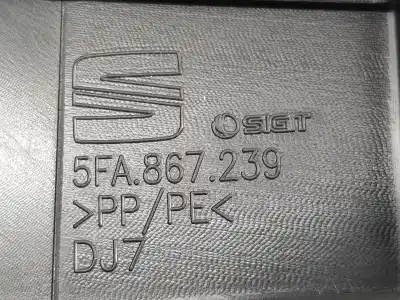 SIGIT
5FA.867.239
>PP/PE<
DJ7